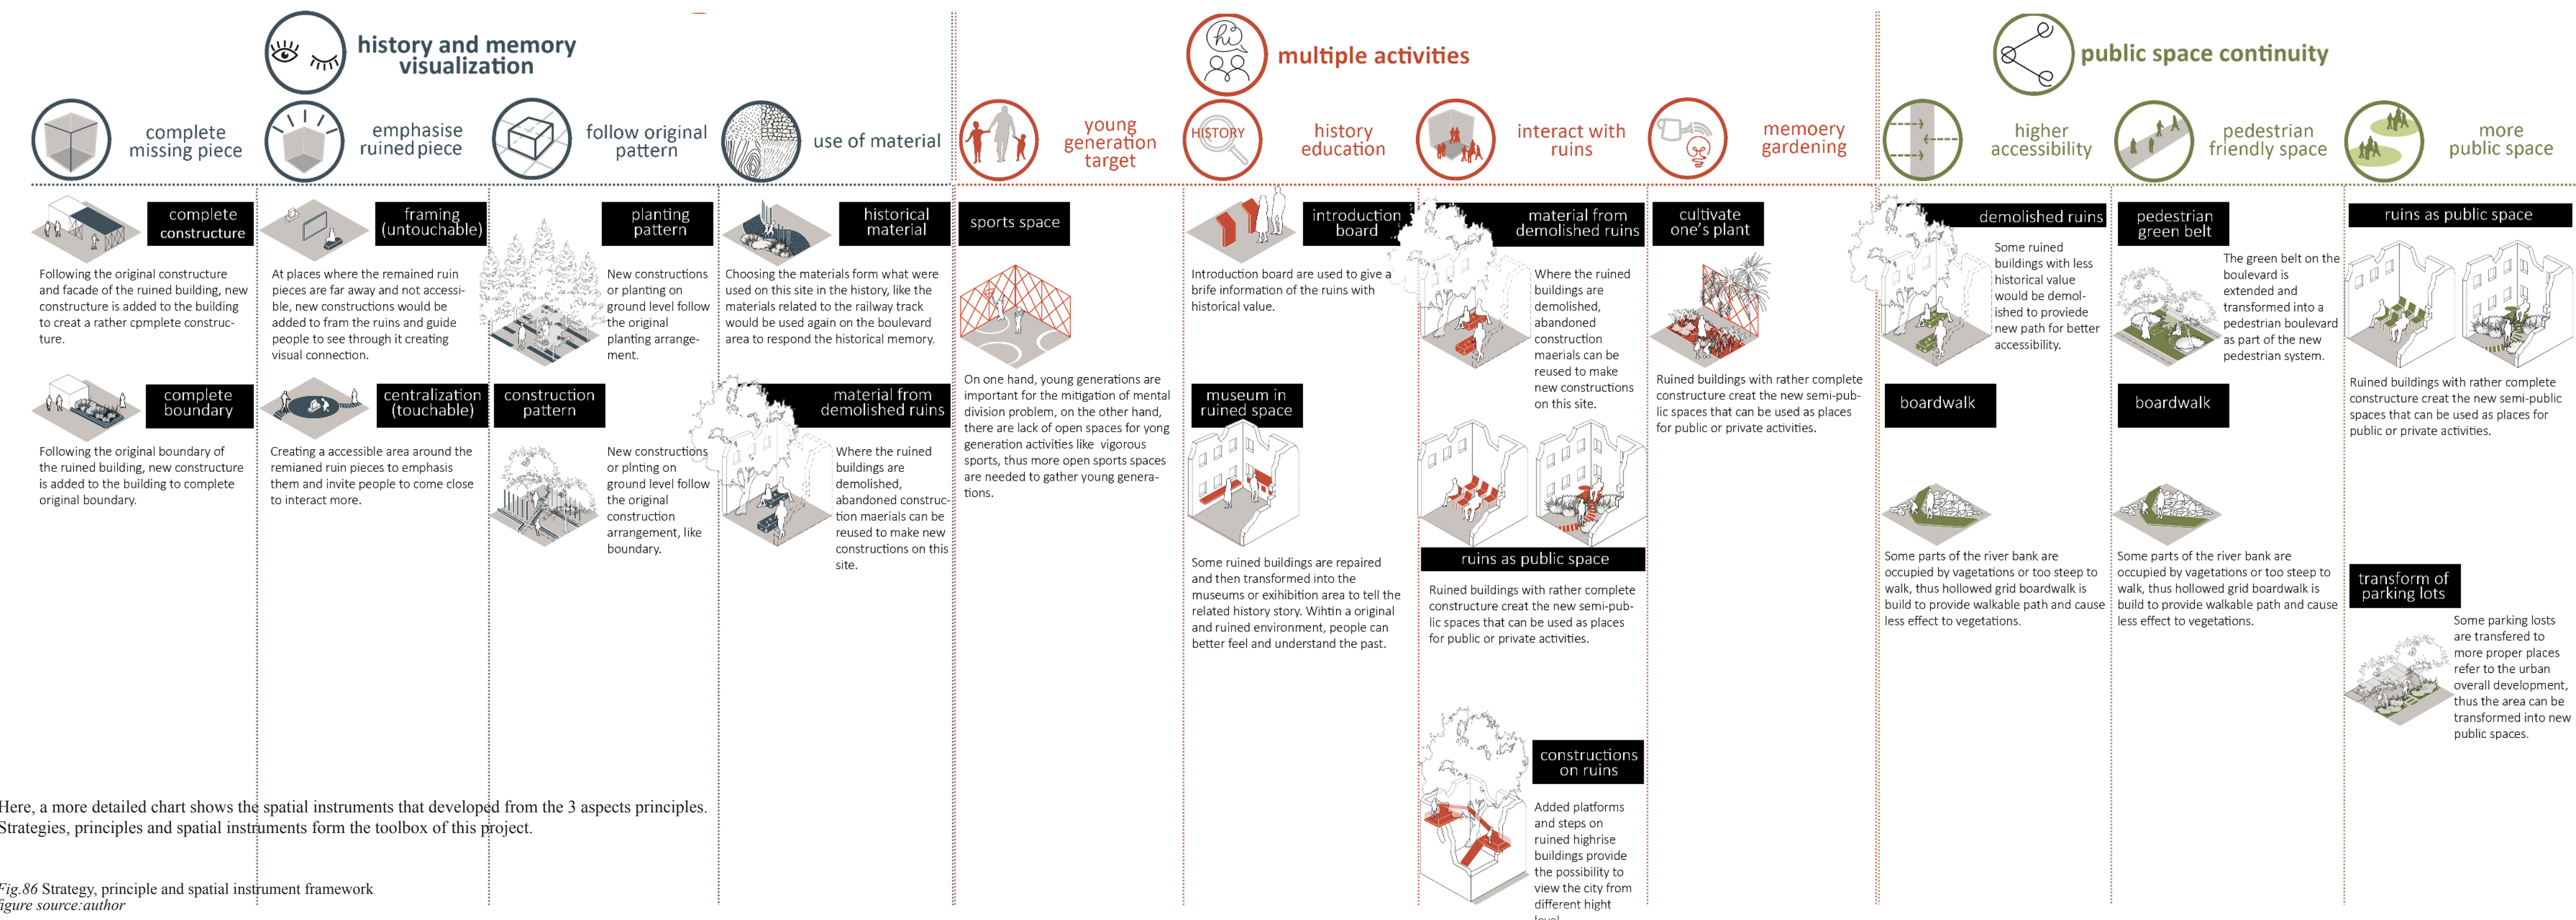 history and memory
visualization
complete
missing piece
emphasise
ruined piece
follow original
pattern
use of material
complete
constructure
Following the original constructure
and facade of the ruined building, new
constructure is added to the building
to creat a rather cpmplete construc-
ture.
complete
boundary
Following the original boundary of
the ruined building, new constructure
is added to the building to complete
original boundary.
framing
(untouchable)
At places where the remained ruin
pieces are far away and not accessi-
ble, new constructions would be
added to fram the ruins and guide
people to see through it creating
visual connection.
centralization
(touchable)
Creating a accessible area around the
remianed ruin pieces to emphasis
them and invite people to come close
to interact more.
planting
pattern
New constructions
or planting on
ground level follow
the original
planting arrange-
ment.
construction
pattern
New constructions
or plnting on
ground level follow
the original
construction
arrangement, like
boundary.
historical
material
Choosing the materials form what were
used on this site in the history, like the
materials related to the railway track
would be used again on the boulevard
area to respond the historical memory.
material from
demolished ruins
Where the ruined
buildings are
demolished,
abandoned construc-
tion maerials can be
reused to make new
constructions on this
site.
hi
multiple activities
young
generation
target
HISTORY
history
education
interact with
ruins
memoery
gardening
sports space
On one hand, young generations are
important for the mitigation of mental
division problem, on the other hand,
there are lack of open spaces for yong
generation activities like vigorous
sports, thus more open sports spaces
are needed to gather young genera-
tions.
introduction
board
Introduction board are used to give a
brife information of the ruins with
historical value.
museum in
ruined space
Some ruined buildings are repaired
and then transformed into the
museums or exihibition area to tell the
related history story. Wihtin a original
and ruined environment, people can
better feel and understand the past.
material from
demolished ruins
Where the ruined
buildings are
demolished,
abandoned
construction
maerials can be
reused to make
new constructions
on this site.
ruins as public space
Ruined buildings with rather complete
constructure creat the new semi-pub-
lic spaces that can be used as places
for public or private activities.
constructions
on ruins
Added platforms
and steps on
ruined highrise
buildings provide
the possibility to
view the city from
different hight
level.
cultivate
one's plant
Ruined buildings with rather complete
constructure creat the new semi-pub-
lic spaces that can be used as places
for public or private activities.
public space continuity
higher
accessibility
pedestrian
friendly space
more
public space
demolished ruins
Some ruined
buildings with less
historical value
would be demol-
ished to proviede
new path for better
accessibility.
boardwalk
Some parts of the river bank are
occupied by vagetations or too steep to
walk, thus hollowed grid boardwalk is
build to provide walkable path and cause
less effect to vegetations.
pedestrian
green belt
The green belt on the
boulevard is
extended and
transformed into a
pedestrian boulevard
as part of the new
pedestrian system.
boardwalk
Some parts of the river bank are
occupied by vagetations or too steep to
walk, thus hollowed grid boardwalk is
build to provide walkable path and cause
less effect to vegetations.
ruins as public space
Ruined buildings with rather complete
constructure creat the new semi-public
spaces that can be used as places for
public or private activities.
transform of
parking lots
Some parking losts
are transfered to
more proper places
refer to the urban
overall development,
thus the area can be
transformed into new
public spaces.
Here, a more detailed chart shows the spatial instruments that developed from the 3 aspects principles.
Strategies, principles and spatial instruments form the toolbox of this project.
Fig.86 Strategy, principle and spatial instrument framework
figure source:author